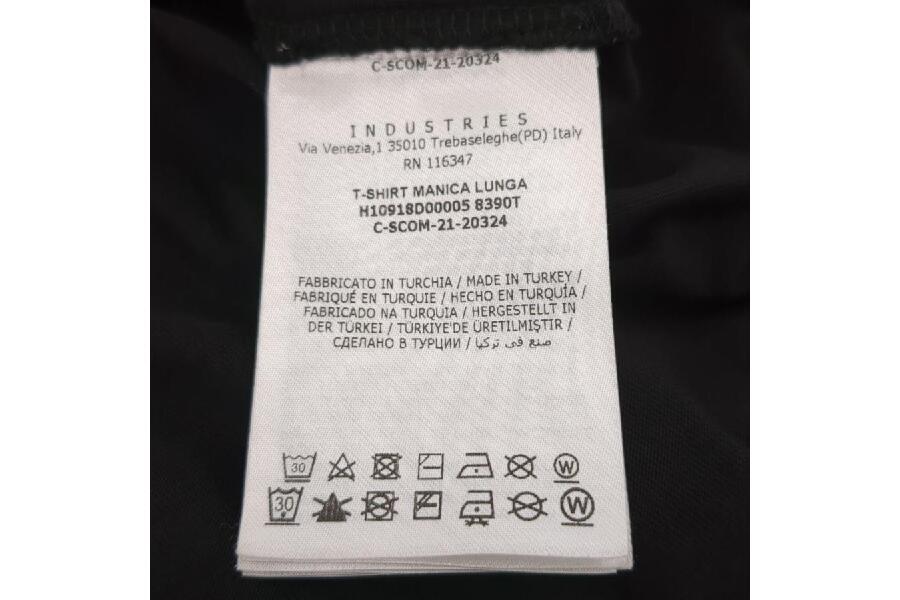 C-SCOM-21-20324
INDUSTRIES
Via Venezia,1 35010 Trebaseleghe(PD) Italy
RN 116347
T-SHIRT MANICA LUNGA
H10918D00005 8390T
C-SCOM-21-20324
FABBRICATO IN TURCHIA / MADE IN TURKEY /
FABRIQUÉ EN TURQUIE / HECHO EN TURQUÍA /
FABRICADO NA TURQUIA / HERGESTELLT IN
DER TÜRKEI / TÜRKIYE'DE ÜRETILMIŞTIR /
СДЕЛАНО В ТУРЦИИ / صنع في تركيا
30 W
30 W